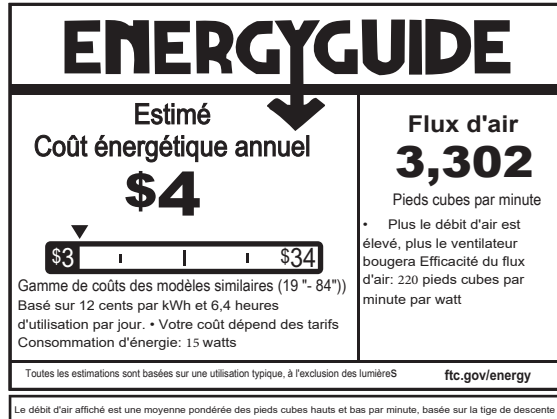 ENERGYGUIDE
Estimé
Coût énergétique annuel
$4
$3 $34
Gamme de coûts des modèles similaires (19 "- 84"))
Basé sur 12 cents par kWh et 6,4 heures
d'utilisation par jour. • Votre coût dépend des tarifs
Consommation d'énergie: 15 watts
Flux d'air
3,302
Pieds cubes par minute
• Plus le débit d'air est
élevé, plus le ventilateur
bougera Efficacité du flux
d'air: 220 pieds cubes par
minute par watt
Toutes les estimations sont basées sur une utilisation typique, à l'exclusion des lumièreS
ftc.gov/energy
Le débit d'air affiché est une moyenne pondérée des pieds cubes hauts et bas par minute, basée sur la tige de descente